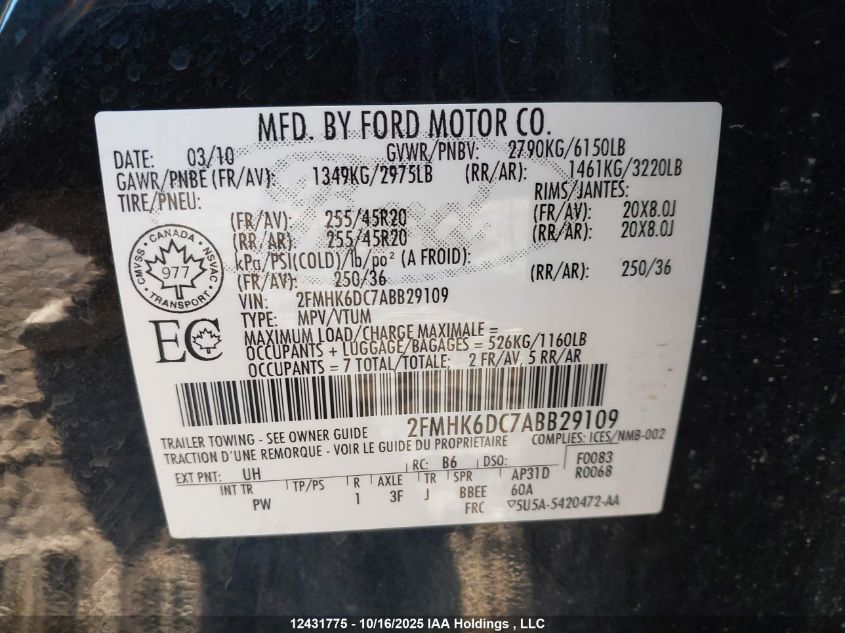 MFD. BY FORD MOTOR CO.
DATE: 03/10 GVWR/PNBV: 2790KG/6150LB
GAWR/PNBE (FR/AV): 1349KG/2975LB (RR/AR): 1461KG/3220LB
TIRE/PNEU: RIMS/JANTES:
(FR/AV): 255/45R20 (FR/AV): 20X8.0J
(RR/AR): 255/45R20 (RR/AR): 20X8.0J
kPa/PSI(COLD)/lb/po² (A FROID):
(FR/AV): 250/36 (RR/AR): 250/36
CANADA
CMVSS
NSVAC
977
TRANSPORT
VIN: 2FMHK6DC7ABB29109
TYPE: MPV/VTUM
EC
MAXIMUM LOAD/CHARGE MAXIMALE =
OCCUPANTS + LUGGAGE/BAGAGES = 526KG/1160LB
OCCUPANTS = 7 TOTAL/TOTALE; 2 FR/AV, 5 RR/AR
2FMHK6DC7ABB29109
TRAILER TOWING - SEE OWNER GUIDE COMPLIES: ICES/NMB-002
TRACTION D'UNE REMORQUE - VOIR LE GUIDE DU PROPRIETAIRE
EXT PNT: UH RC: B6 DSO: F0083
R0068
INT TR TP/PS R AXLE TR SPR AP31D
PW 1 3F J BBEE 60A
FRC ▽5U5A-5420472-AA
12431775 - 10/16/2025 IAA Holdings , LLC